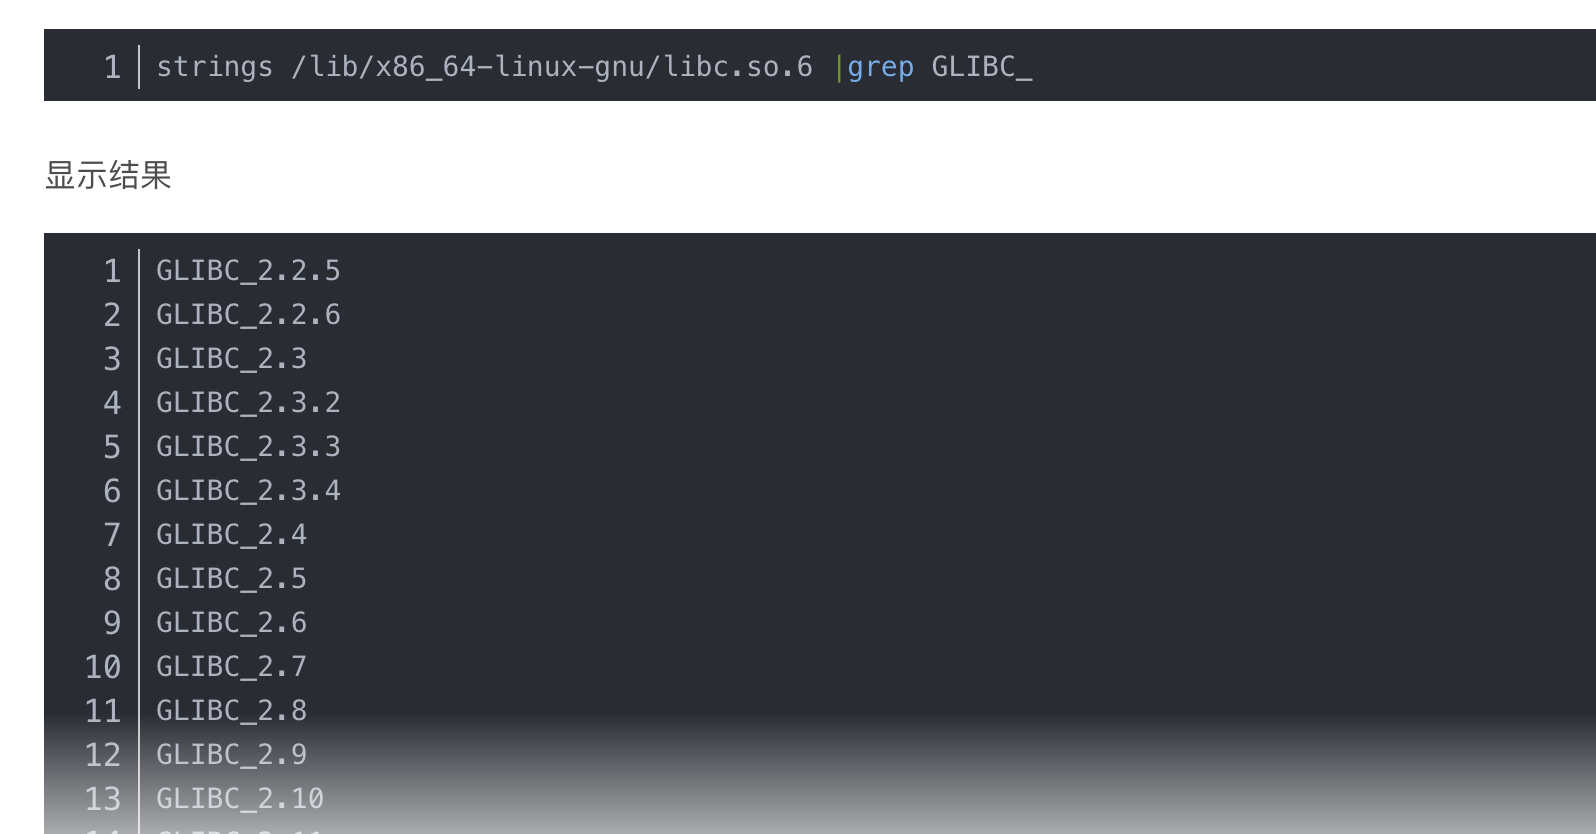 1 strings /lib/x86_64-linux-gnu/libc.so.6 |grep GLIBC_
显示结果
1 GLIBC_2.2.5
2 GLIBC_2.2.6
3 GLIBC_2.3
4 GLIBC_2.3.2
5 GLIBC_2.3.3
6 GLIBC_2.3.4
7 GLIBC_2.4
8 GLIBC_2.5
9 GLIBC_2.6
10 GLIBC_2.7
11 GLIBC_2.8
12 GLIBC_2.9
13 GLIBC_2.10